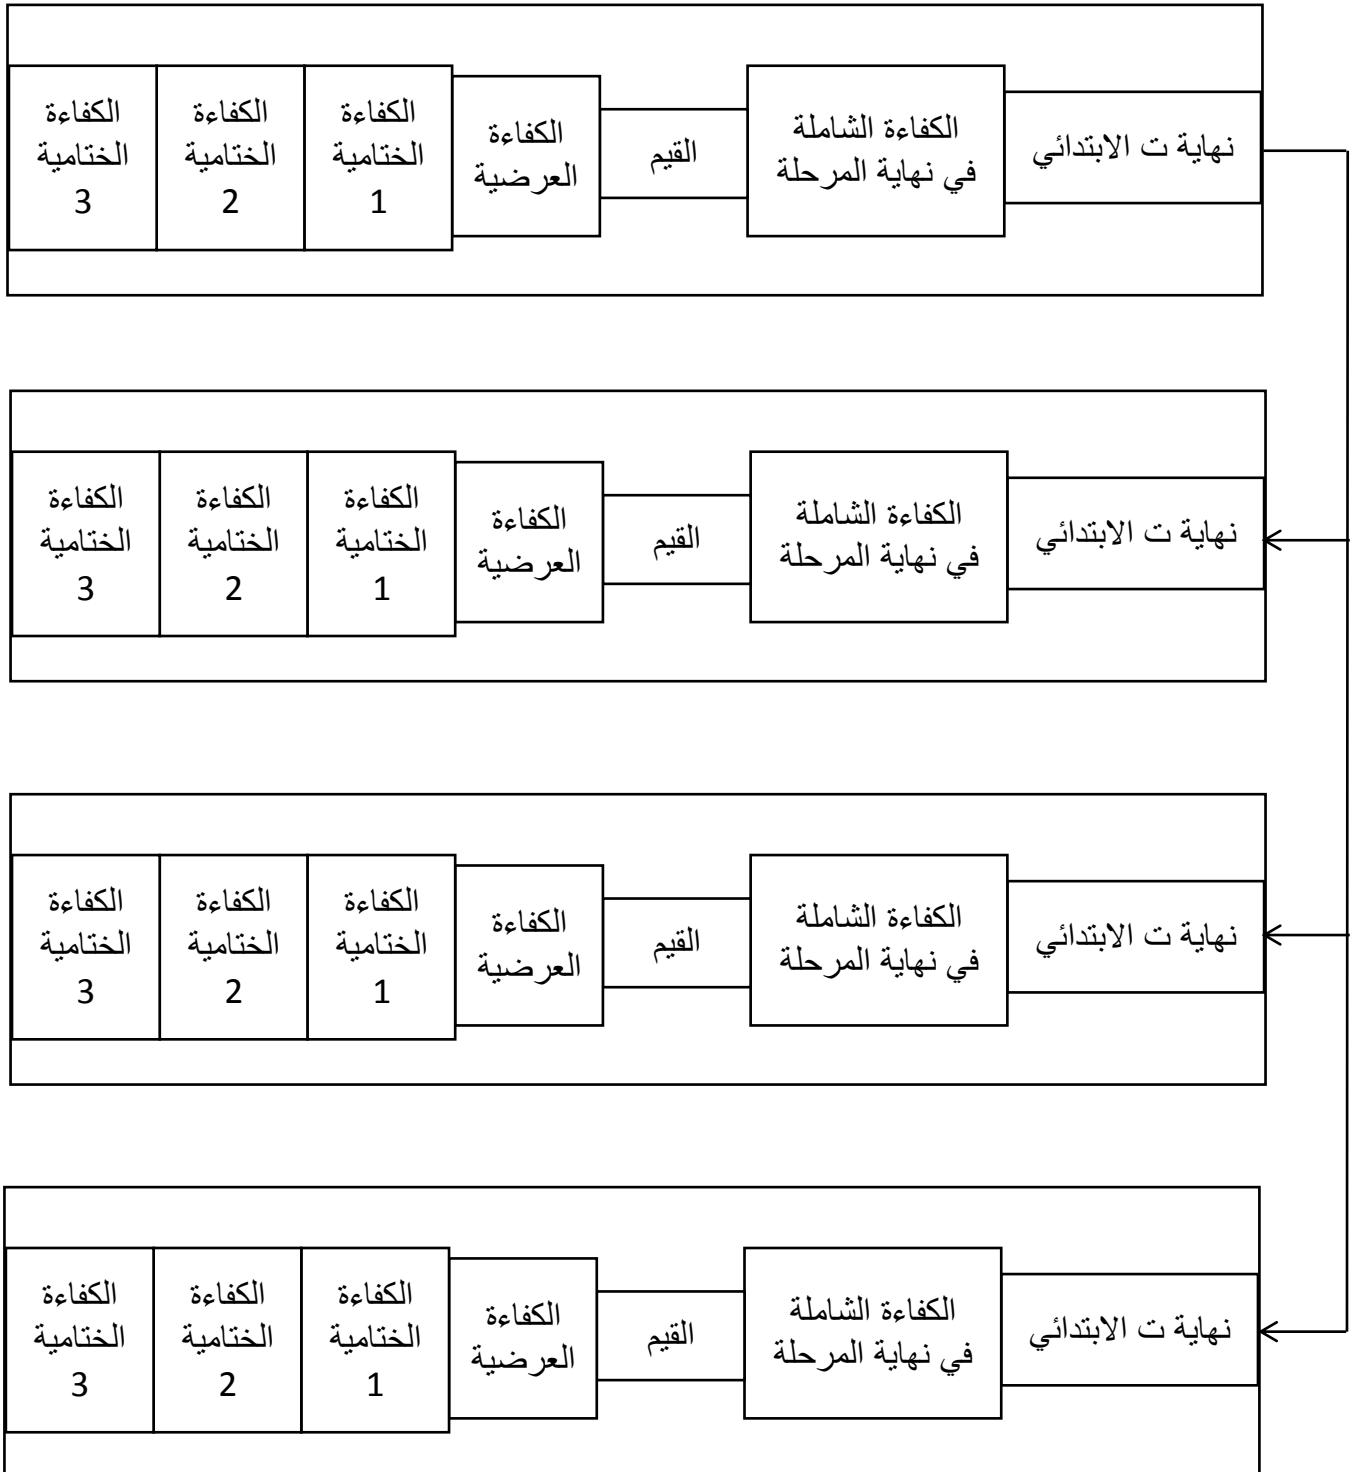 نهاية ت الابتدائي
الكفاءة الشاملة
في نهاية المرحلة
القيم
الكفاءة
العرضية
الكفاءة
الختامية
1
الكفاءة
الختامية
2
الكفاءة
الختامية
3
نهاية ت الابتدائي
الكفاءة الشاملة
في نهاية المرحلة
القيم
الكفاءة
العرضية
الكفاءة
الختامية
1
الكفاءة
الختامية
2
الكفاءة
الختامية
3
نهاية ت الابتدائي
الكفاءة الشاملة
في نهاية المرحلة
القيم
الكفاءة
العرضية
الكفاءة
الختامية
1
الكفاءة
الختامية
2
الكفاءة
الختامية
3
نهاية ت الابتدائي
الكفاءة الشاملة
في نهاية المرحلة
القيم
الكفاءة
العرضية
الكفاءة
الختامية
1
الكفاءة
الختامية
2
الكفاءة
الختامية
3